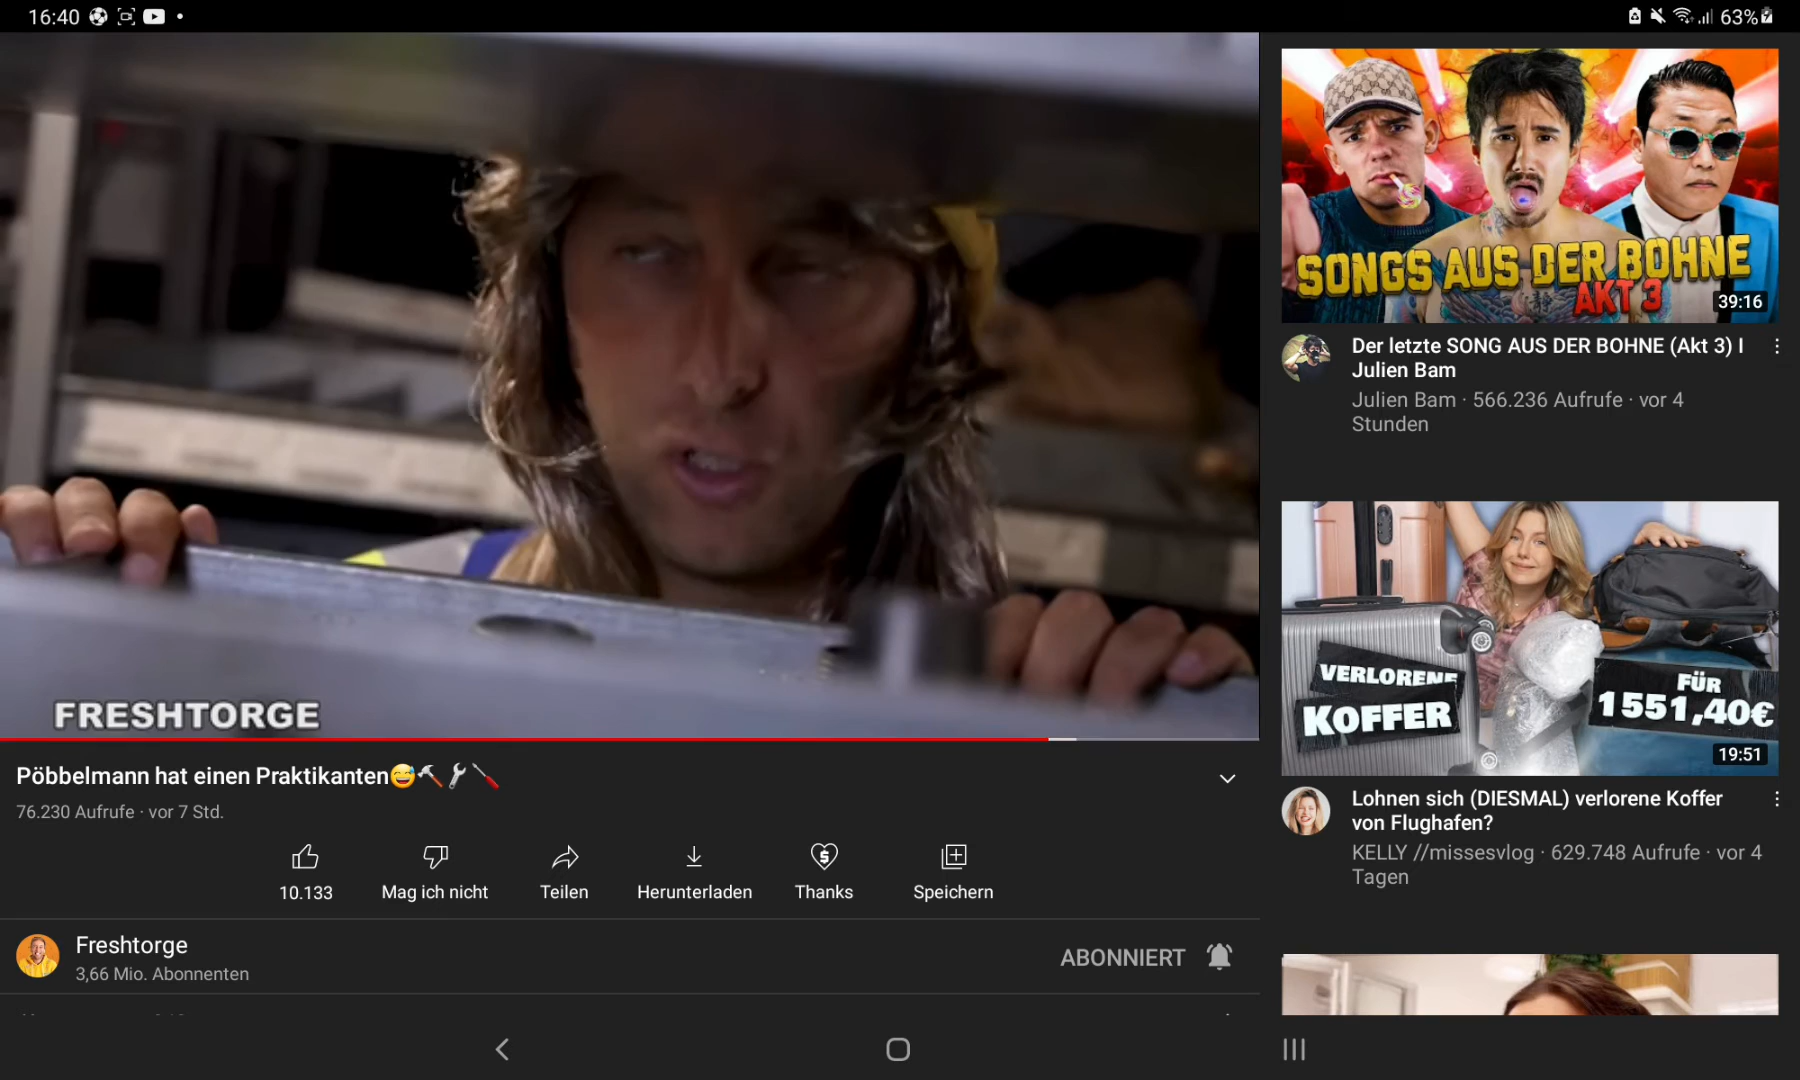 16:40
63%
FRESHTORGE
Pöbbelmann hat einen Praktikanten😅🔨🔧🪛
76.230 Aufrufe · vor 7 Std.
10.133
Mag ich nicht
Teilen
Herunterladen
Thanks
Speichern
Freshtorge
3,66 Mio. Abonnenten
ABONNIERT
SONGS AUS DER BOHNE
AKT 3
39:16
Der letzte SONG AUS DER BOHNE (Akt 3) I
Julien Bam
Julien Bam · 566.236 Aufrufe · vor 4
Stunden
VERLORENE
KOFFER
FÜR
1551,40€
19:51
Lohnen sich (DIESMAL) verlorene Koffer
von Flughafen?
KELLY //missesvlog · 629.748 Aufrufe · vor 4
Tagen